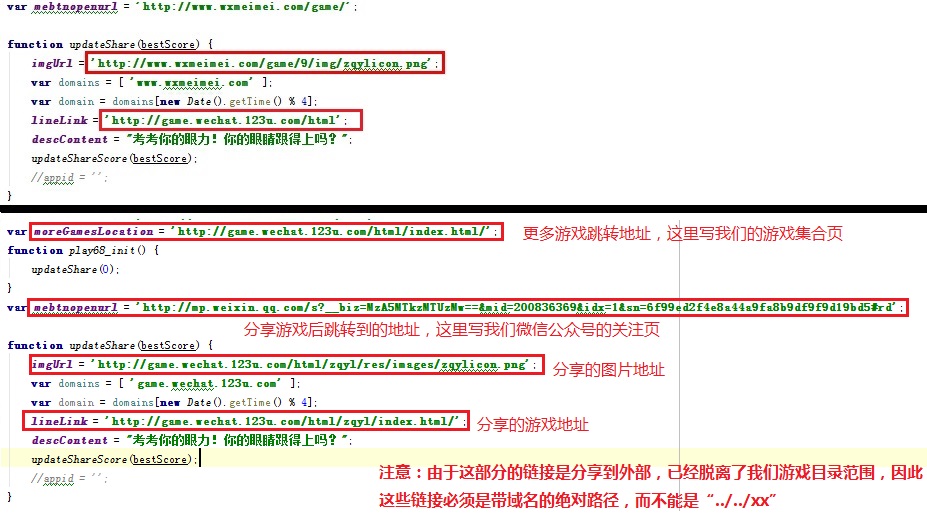 var mebtnopenurl = 'http://www.wxmeimei.com/game/';
function updateShare(bestScore) {
imgUrl = 'http://www.wxmeimei.com/game/9/img/zqylicon.png';
var domains = [ 'www.wxmeimei.com' ];
var domain = domains[new Date().getTime() % 4];
lineLink = 'http://game.wechat.123u.com/html';
descContent = "考考你的眼力！你的眼睛跟得上吗？";
updateShareScore(bestScore);
//appid = '';
}
var moreGamesLocation = 'http://game.wechat.123u.com/html/index.html/'; 更多游戏跳转地址，这里写我们的游戏集合页
function play68_init() {
updateShare(0);
}
var mebtnopenurl = 'http://mp.weixin.qq.com/s?__biz=MzA5MTkzMTUzMw==&mid=200836369&idx=1&sn=6f99ed2f4e8a44a9fa8b9df9f9d19bd5#rd';
分享游戏后跳转到的地址，这里写我们微信公众号的关注页
function updateShare(bestScore) {
imgUrl = 'http://game.wechat.123u.com/html/zqyl/res/images/zqylicon.png'; 分享的图片地址
var domains = [ 'game.wechat.123u.com' ];
var domain = domains[new Date().getTime() % 4];
lineLink = 'http://game.wechat.123u.com/html/zqyl/index.html/'; 分享的游戏地址
descContent = "考考你的眼力！你的眼睛跟得上吗？";
updateShareScore(bestScore);
//appid = '';
}
注意：由于这部分的链接是分享到外部，已经脱离了我们游戏目录范围，因此
这些链接必须是带域名的绝对路径，而不能是“../../xx”